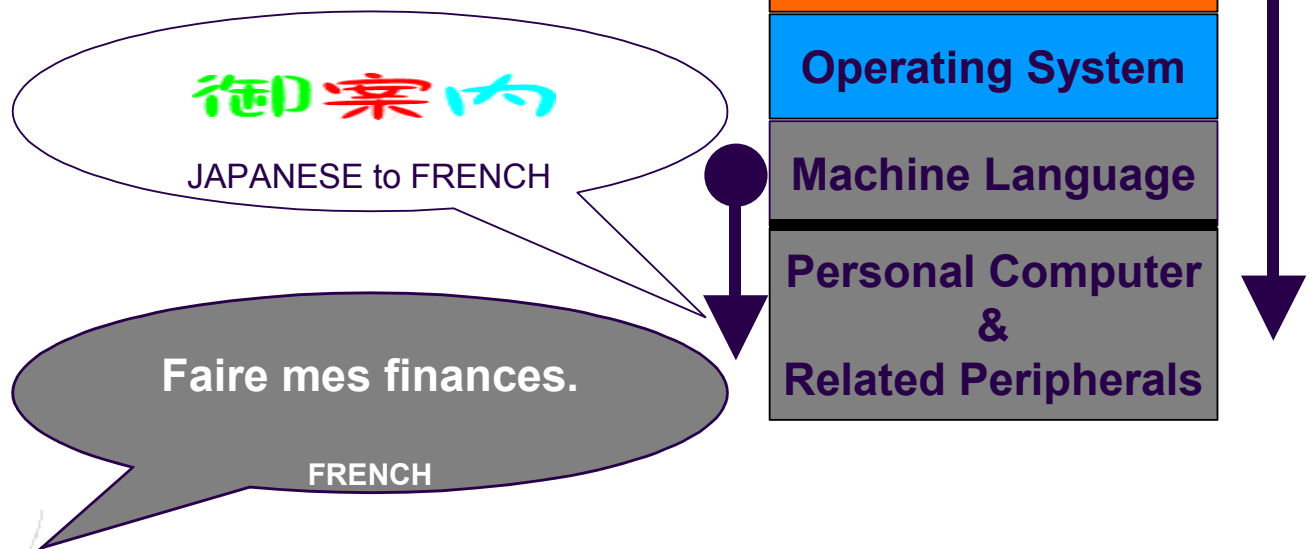 御案内
JAPANESE to FRENCH
Faire mes finances.
FRENCH
Operating System
Machine Language
Personal Computer
&
Related Peripherals